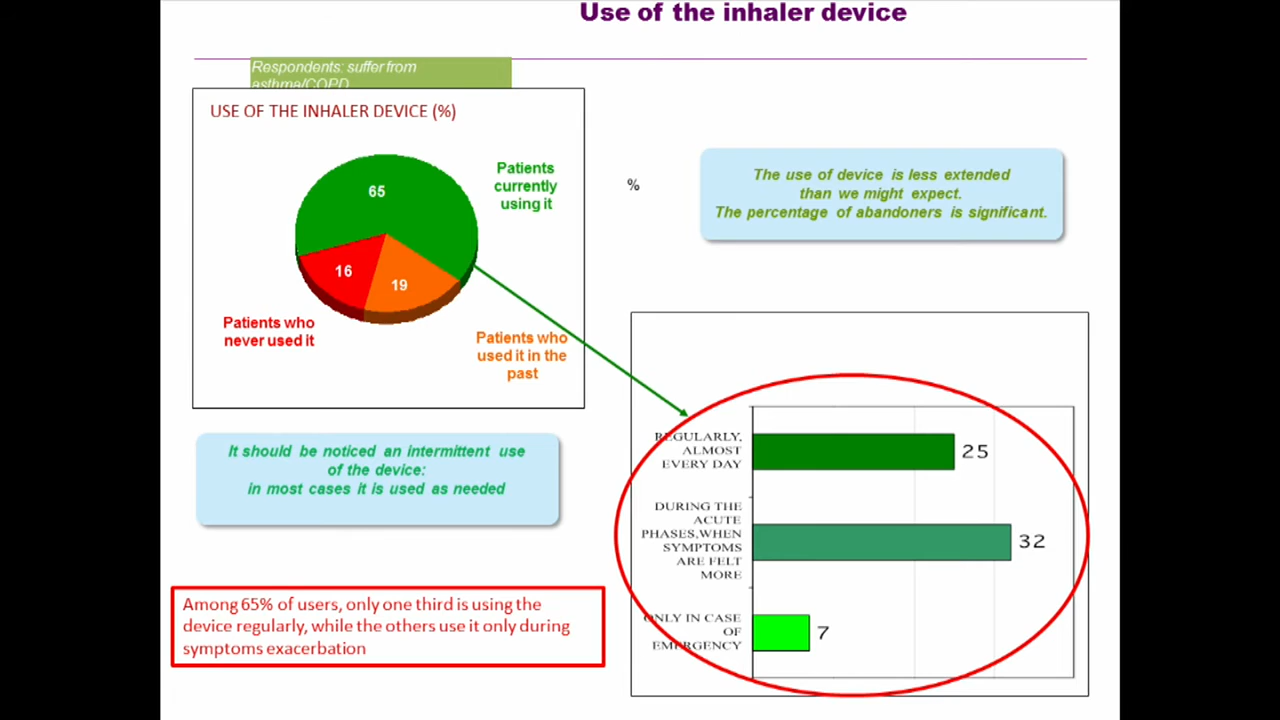 Use of the inhaler device
Respondents: suffer from
asthma/COPD
USE OF THE INHALER DEVICE (%)
65
16
19
Patients
currently
using it
Patients who
never used it
Patients who
used it in the
past
%
The use of device is less extended
than we might expect.
The percentage of abandoners is significant.
It should be noticed an intermittent use
of the device:
in most cases it is used as needed
Among 65% of users, only one third is using the
device regularly, while the others use it only during
symptoms exacerbation
REGULARLY,
ALMOST
EVERY DAY
25
DURING THE
ACUTE
PHASES,WHEN
SYMPTOMS
ARE FELT
MORE
32
ONLY IN CASE
OF
EMERGENCY
7